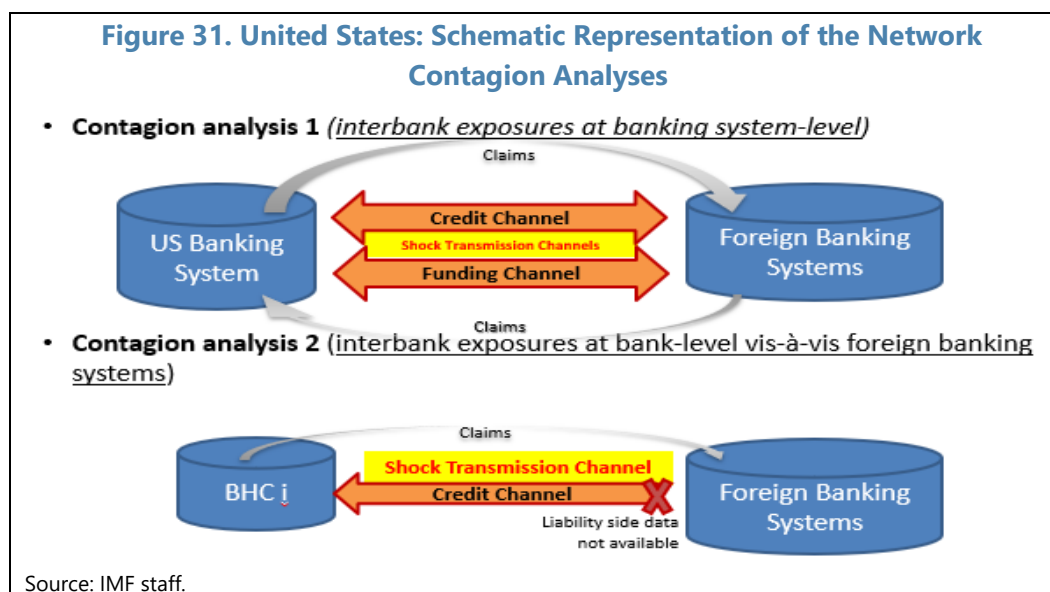 Figure 31. United States: Schematic Representation of the Network
Contagion Analyses
• Contagion analysis 1 (interbank exposures at banking system-level)
Claims
US Banking
System
Credit Channel
Shock Transmission Channels
Funding Channel
Foreign Banking
Systems
Claims
• Contagion analysis 2 (interbank exposures at bank-level vis-à-vis foreign banking
systems)
Claims
BHC i
Shock Transmission Channel
Credit Channel
Liability side data
not available
Foreign Banking
Systems
Source: IMF staff.